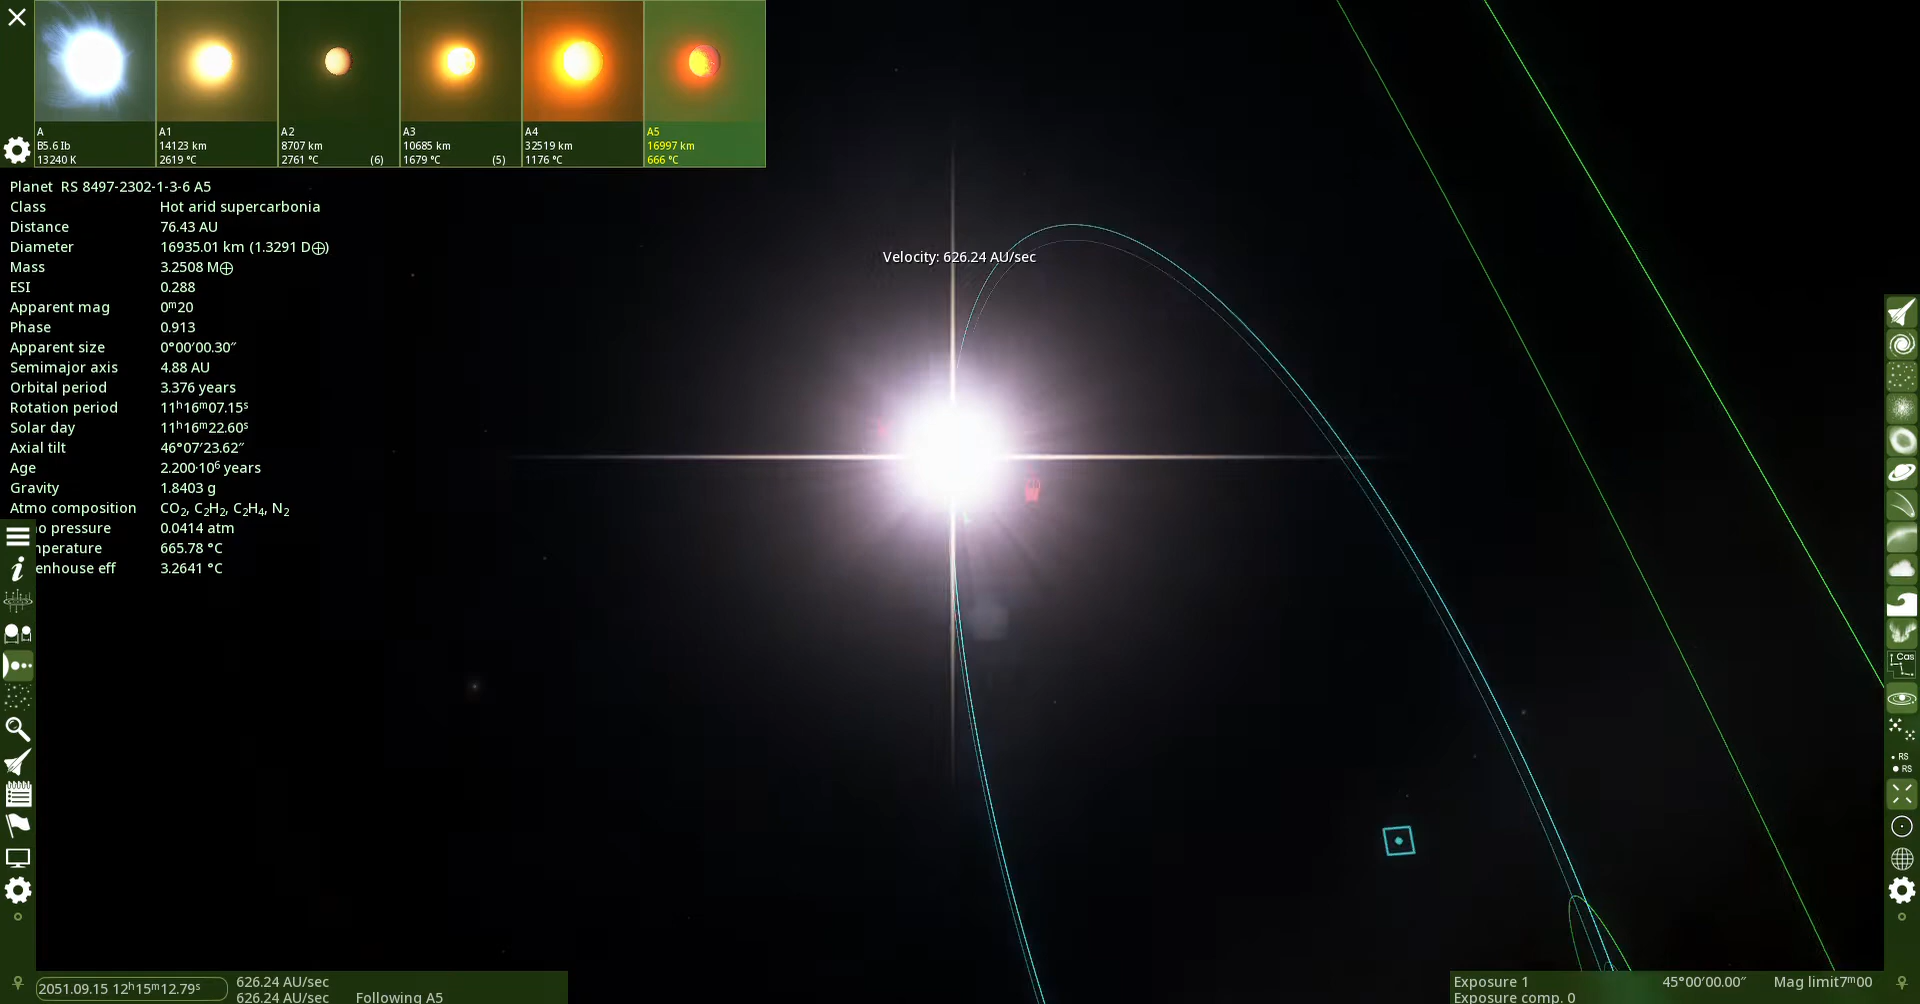 A
B5.6 Ib
13240 K
A1
14123 km
2619 °C
A2
8707 km
2761 °C (6)
A3
10685 km
1679 °C (5)
A4
32519 km
1176 °C
A5
16997 km
666 °C
Planet RS 8497-2302-1-3-6 A5
Class Hot arid supercarbonia
Distance 76.43 AU
Diameter 16935.01 km (1.3291 D⊕)
Mass 3.2508 M⊕
ESI 0.288
Apparent mag 0ᵐ20
Phase 0.913
Apparent size 0°00′00.30″
Semimajor axis 4.88 AU
Orbital period 3.376 years
Rotation period 11ʰ16ᵐ07.15ˢ
Solar day 11ʰ16ᵐ22.60ˢ
Axial tilt 46°07′23.62″
Age 2.200·10⁶ years
Gravity 1.8403 g
Atmo composition CO₂, C₂H₂, C₂H₄, N₂
o pressure 0.0414 atm
perature 665.78 °C
enhouse eff 3.2641 °C
Velocity: 626.24 AU/sec
Cas
RS
RS
2051.09.15 12ʰ15ᵐ12.79ˢ
626.24 AU/sec
626.24 AU/sec Following A5
Exposure 1 45°00′00.00″ Mag limit 7ᵐ00
Exposure comp. 0